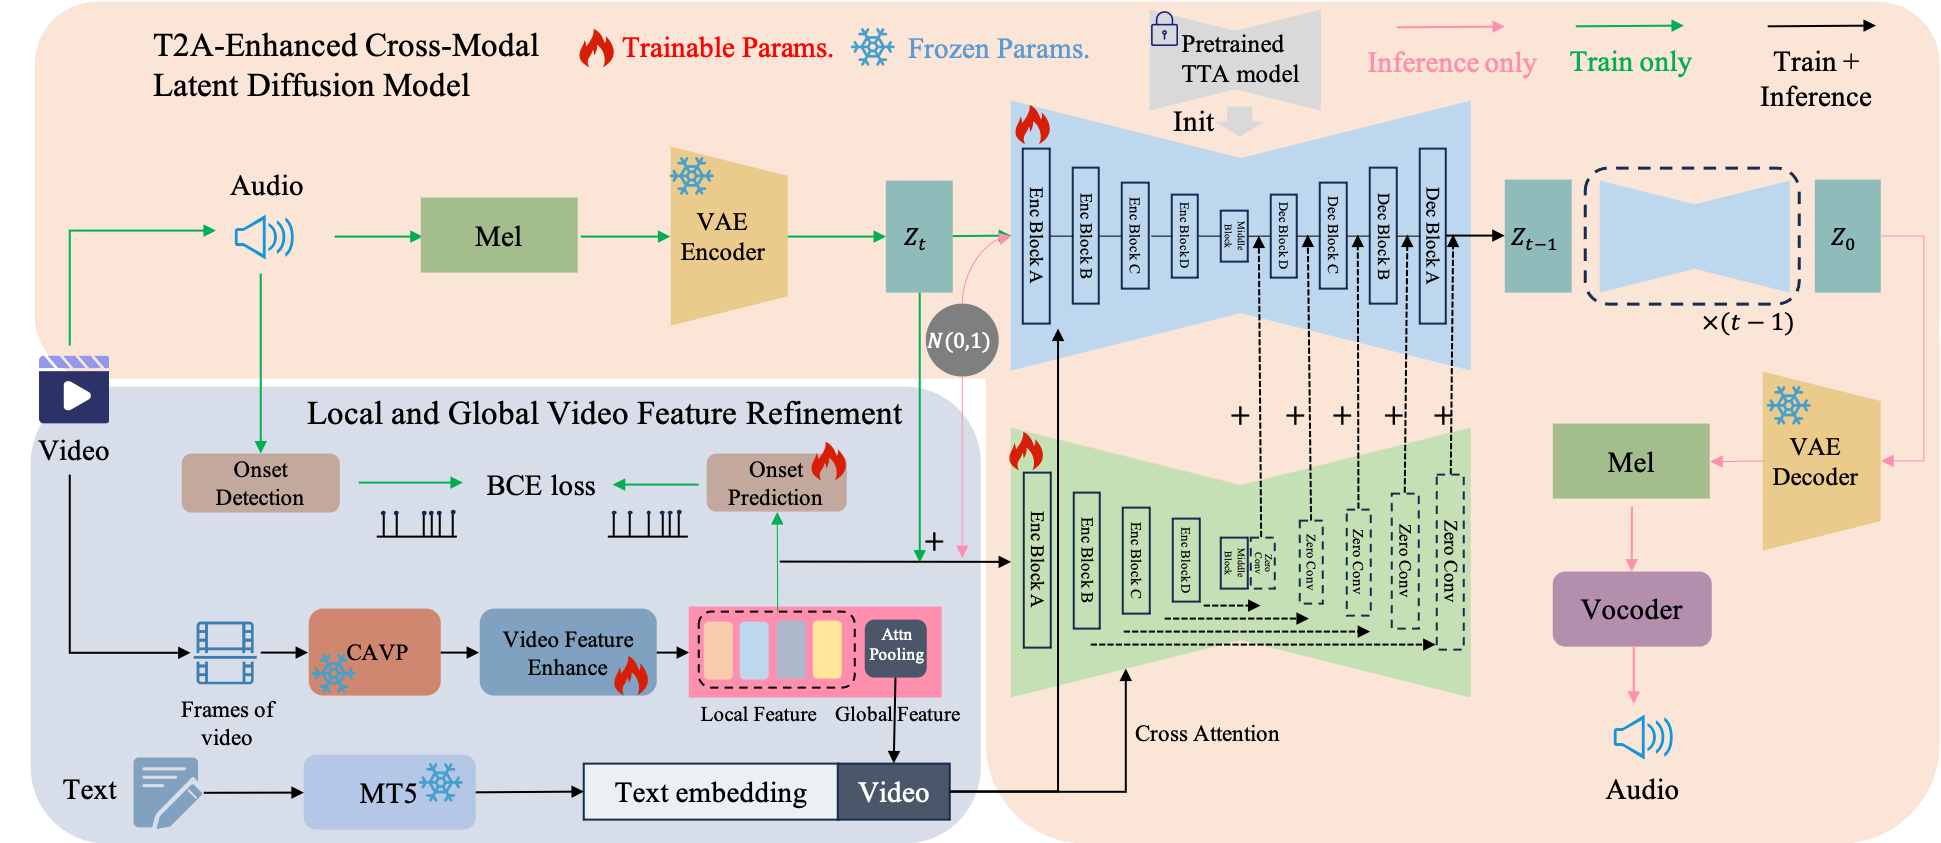 T2A-Enhanced Cross-Modal
Latent Diffusion Model
Trainable Params.
Frozen Params.
Pretrained
TTA model
Init
Inference only
Train only
Train +
Inference
Audio
Mel
VAE
Encoder
Z_t
N(0,1)
Enc Block A
Enc Block B
Enc Block C
Enc Block D
Middle
Block
Dec Block D
Dec Block C
Dec Block B
Dec Block A
Z_{t−1}
×(t − 1)
Z_0
Video
Local and Global Video Feature Refinement
Onset
Detection
BCE loss
Onset
Prediction
+
+ + + + +
Enc Block A
Enc Block B
Enc Block C
Enc Block D
Middle
Block
Zero
Conv
Zero Conv
Zero Conv
Zero Conv
Zero Conv
VAE
Decoder
Mel
Vocoder
Audio
Frames of
video
CAVP
Video Feature
Enhance
Attn
Pooling
Local Feature
Global Feature
Cross Attention
Text
MT5
Text embedding
Video